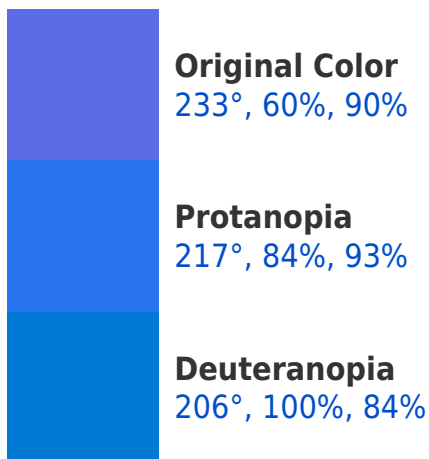 Original Color
233°, 60%, 90%
Protanopia
217°, 84%, 93%
Deuteranopia
206°, 100%, 84%